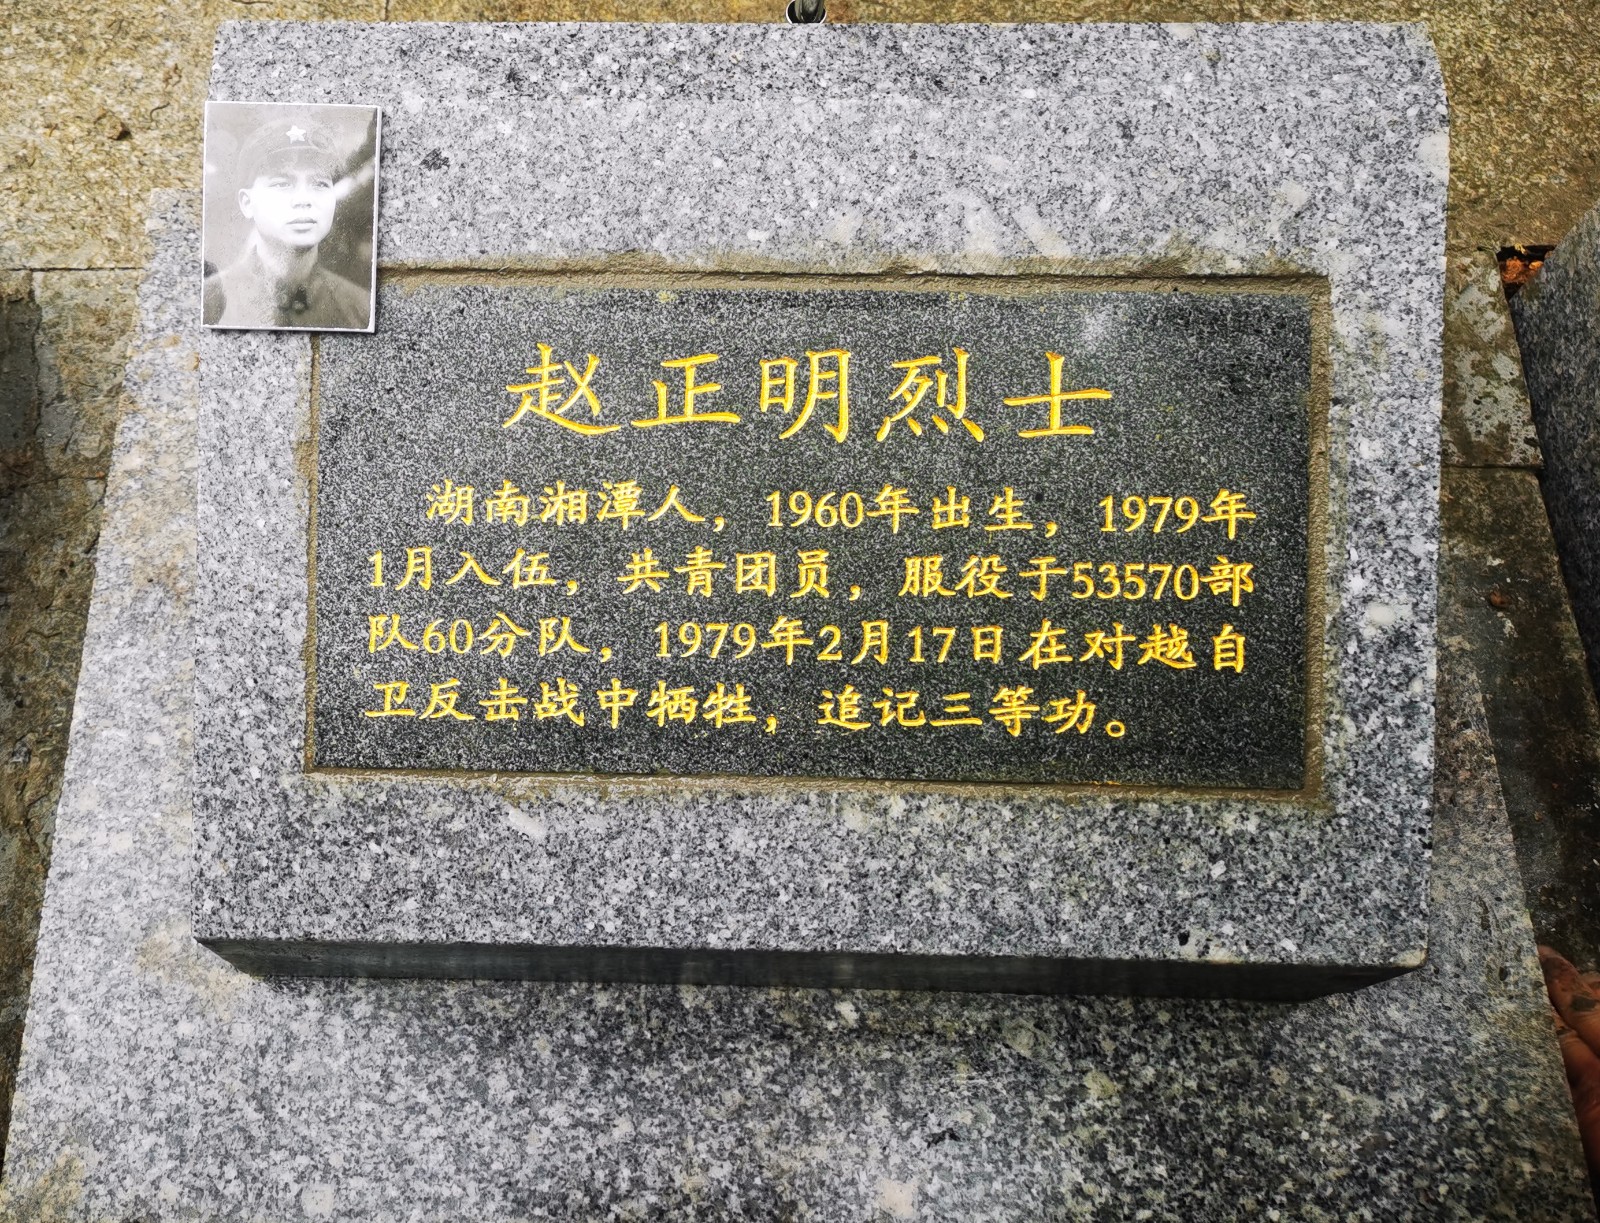 赵正明烈士
湖南湘潭人，1960年出生，1979年
1月入伍，共青团员，服役于53570部
队60分队，1979年2月17日在对越自
卫反击战中牺牲，追记三等功。